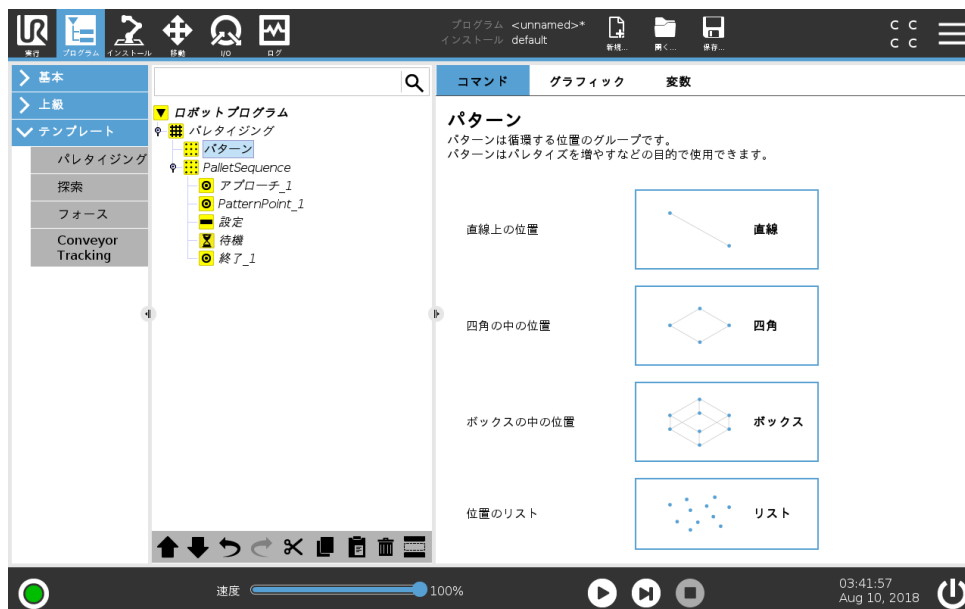 プログラム <unnamed>*
インストール default
実行
プログラム
インストール
移動
I/O
ログ
新規...
開く...
保存...
C C
C C
基本
上級
テンプレート
パレタイジング
探索
フォース
Conveyor
Tracking
ロボットプログラム
パレタイジング
パターン
PalletSequence
アプローチ_1
PatternPoint_1
設定
待機
終了_1
コマンド グラフィック 変数
パターン
パターンは循環する位置のグループです。
パターンはパレタイズを増やすなどの目的で使用できます。
直線上の位置
直線
四角の中の位置
四角
ボックスの中の位置
ボックス
位置のリスト
リスト
速度 100%
03:41:57
Aug 10, 2018